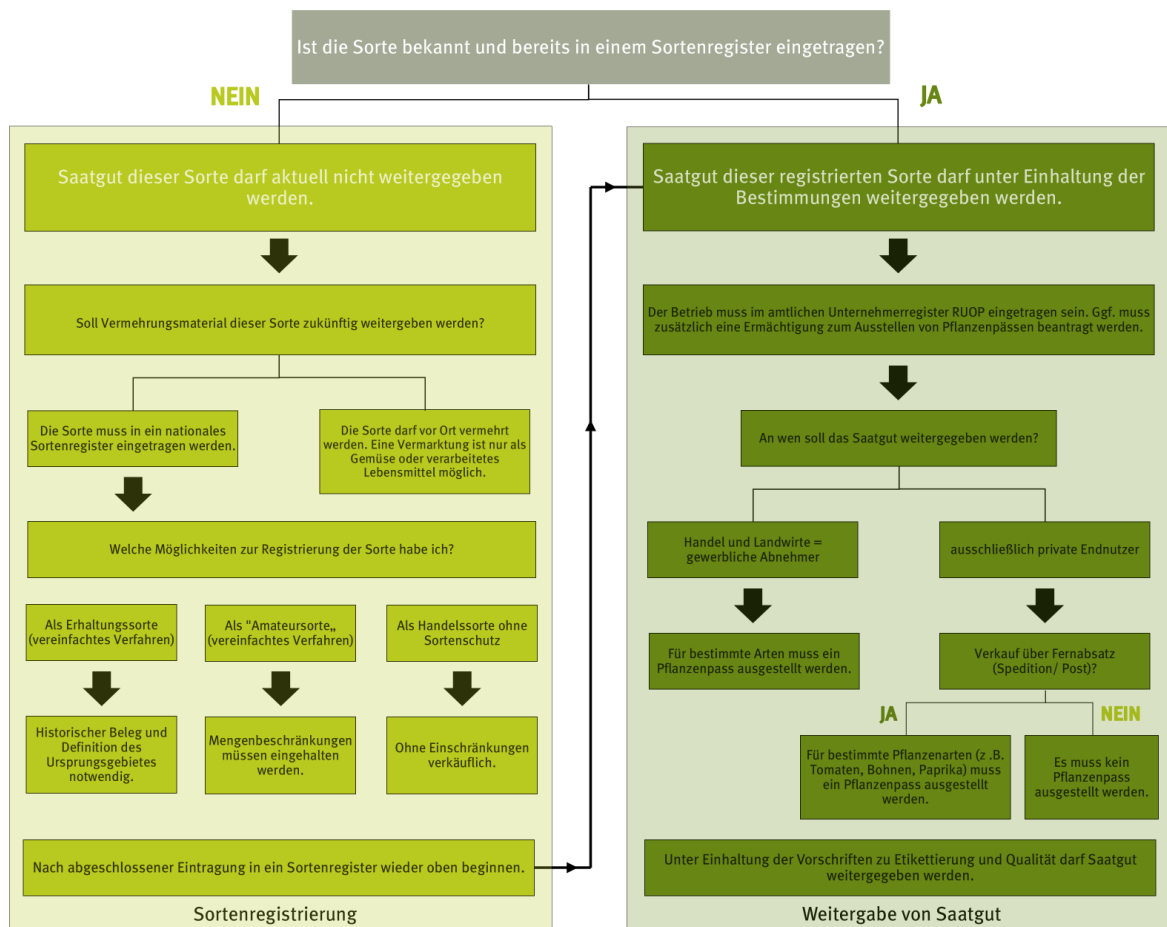 Ist die Sorte bekannt und bereits in einem Sortenregister eingetragen?
NEIN
JA
Saatgut dieser Sorte darf aktuell nicht weitergegeben
werden.
Soll Vermehrungsmaterial dieser Sorte zukünftig weitergeben werden?
Die Sorte muss in ein nationales
Sortenregister eingetragen werden.
Die Sorte darf vor Ort vermehrt
werden. Eine Vermarktung ist nur als
Gemüse oder verarbeitetes
Lebensmittel möglich.
Welche Möglichkeiten zur Registrierung der Sorte habe ich?
Als Erhaltungssorte
(vereinfachtes Verfahren)
Als "Amateursorte„
(vereinfachtes Verfahren)
Als Handelssorte ohne
Sortenschutz
Historischer Beleg und
Definition des
Ursprungsgebietes
notwendig.
Mengenbeschränkungen
müssen eingehalten
werden.
Ohne Einschränkungen
verkäuflich.
Nach abgeschlossener Eintragung in ein Sortenregister wieder oben beginnen.
Sortenregistrierung
Saatgut dieser registrierten Sorte darf unter Einhaltung der
Bestimmungen weitergegeben werden.
Der Betrieb muss im amtlichen Unternehmerregister RUOP eingetragen sein. Ggf. muss
zusätzlich eine Ermächtigung zum Ausstellen von Pflanzenpässen beantragt werden.
An wen soll das Saatgut weitergegeben werden?
Handel und Landwirte =
gewerbliche Abnehmer
ausschließlich private Endnutzer
Für bestimmte Arten muss ein
Pflanzenpass ausgestellt werden.
Verkauf über Fernabsatz
(Spedition/ Post)?
JA
NEIN
Für bestimmte Pflanzenarten (z .B.
Tomaten, Bohnen, Paprika) muss
ein Pflanzenpass ausgestellt
werden.
Es muss kein
Pflanzenpass
ausgestellt werden.
Unter Einhaltung der Vorschriften zu Etikettierung und Qualität darf Saatgut
weitergegeben werden.
Weitergabe von Saatgut